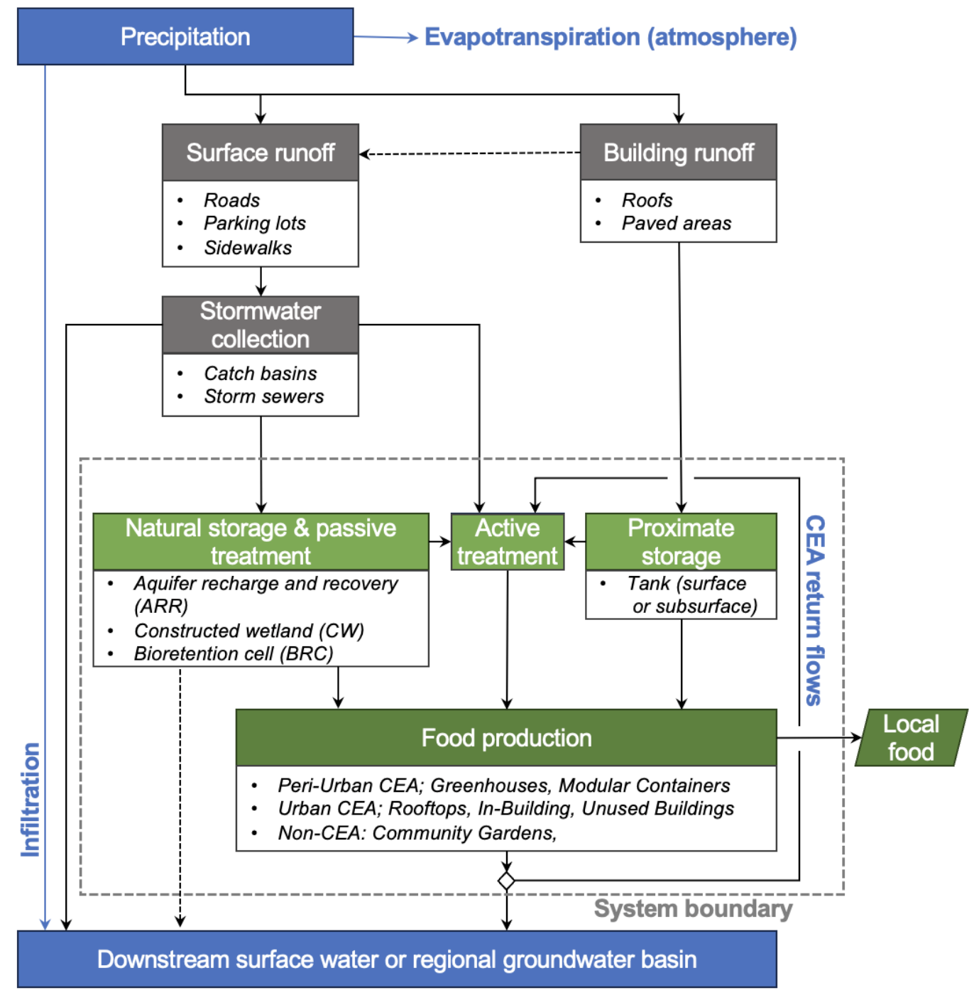 Precipitation
Evapotranspiration (atmosphere)
Surface runoff
• Roads
• Parking lots
• Sidewalks
Building runoff
• Roofs
• Paved areas
Stormwater
collection
• Catch basins
• Storm sewers
Natural storage & passive
treatment
• Aquifer recharge and recovery
(ARR)
• Constructed wetland (CW)
• Bioretention cell (BRC)
Active
treatment
Proximate
storage
• Tank (surface
or subsurface)
CEA return flows
Food production
• Peri-Urban CEA; Greenhouses, Modular Containers
• Urban CEA; Rooftops, In-Building, Unused Buildings
• Non-CEA: Community Gardens,
Local
food
Infiltration
System boundary
Downstream surface water or regional groundwater basin